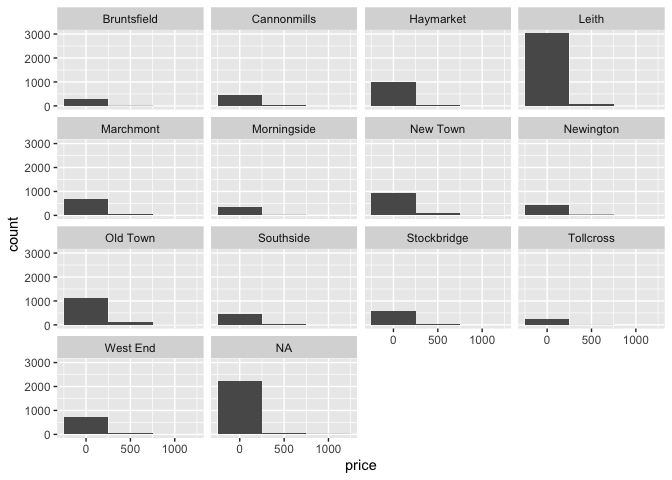 Bruntsfield Cannonmills Haymarket Leith
3000
2000
1000
0
Marchmont Morningside New Town Newington
3000
2000
1000
0
count
Old Town Southside Stockbridge Tollcross
3000
2000
1000
0
0 500 1000 0 500 1000
West End NA
3000
2000
1000
0
0 500 1000 0 500 1000
price